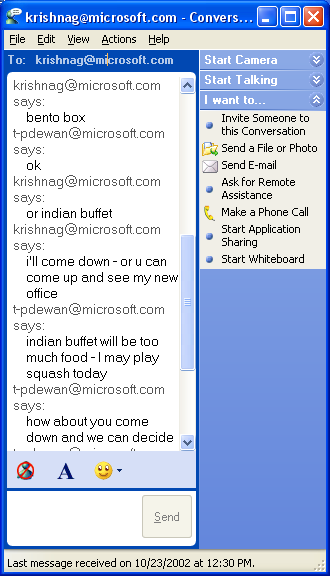 krishnag@microsoft.com - Convers...
File Edit View Actions Help
To: krishnag@microsoft.com
krishnag@microsoft.com
says:
bento box
t-pdewan@microsoft.com
says:
ok
krishnag@microsoft.com
says:
or indian buffet
krishnag@microsoft.com
says:
i'll come down - or u can
come up and see my new
office
t-pdewan@microsoft.com
says:
indian buffet will be too
much food - I may play
squash today
t-pdewan@microsoft.com
says:
how about you come
down and we can decide
A
Send
Start Camera
Start Talking
I want to...
Invite Someone to
this Conversation
Send a File or Photo
Send E-mail
Ask for Remote
Assistance
Make a Phone Call
Start Application
Sharing
Start Whiteboard
Last message received on 10/23/2002 at 12:30 PM.